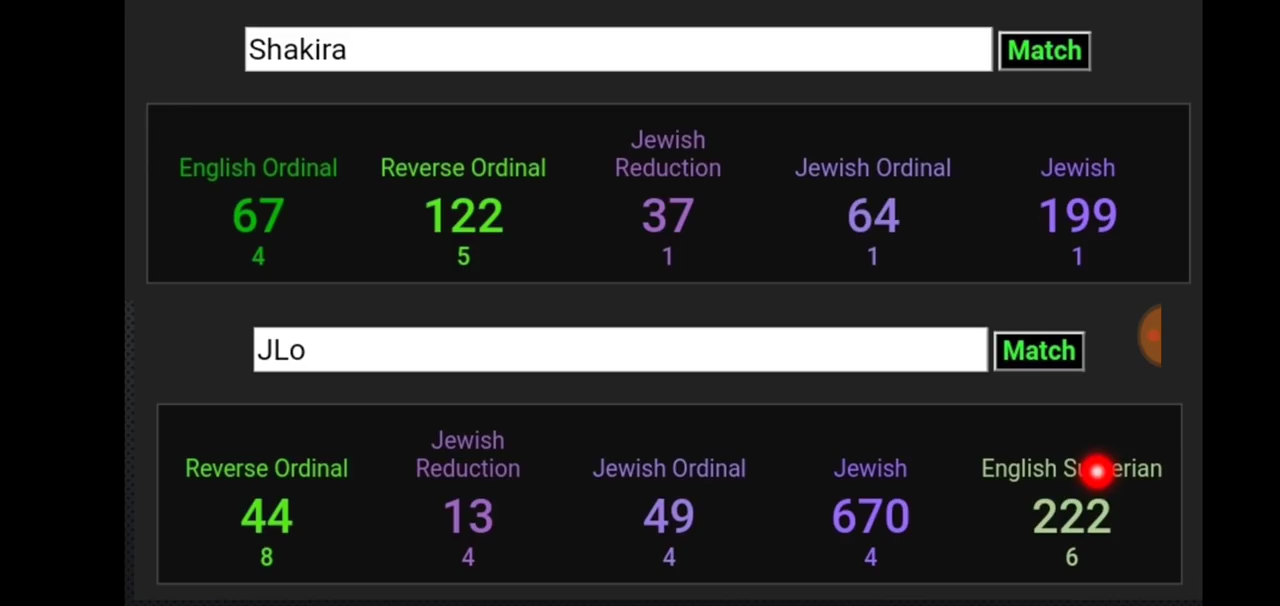 Shakira Match
Jewish
English Ordinal Reverse Ordinal Reduction Jewish Ordinal Jewish
67 122 37 64 199
4 5 1 1 1
JLo Match
Jewish
Reverse Ordinal Reduction Jewish Ordinal Jewish English
44 13 49 670 222
8 4 4 4 6